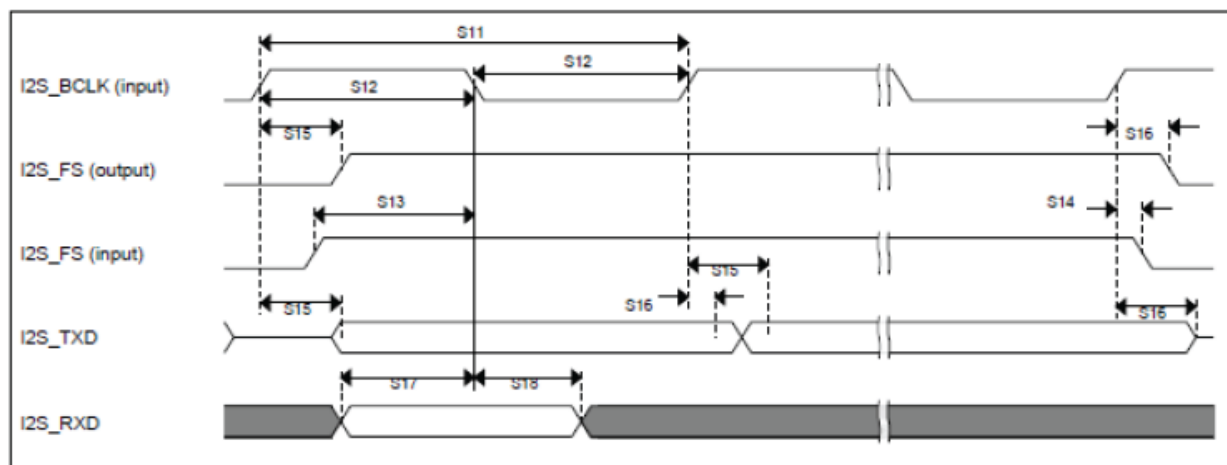 S11
I2S_BCLK (input)
S12
S12
S15
S16
I2S_FS (output)
S13
S14
I2S_FS (input)
S15
S15
S16
S16
I2S_TXD
S17
S18
I2S_RXD